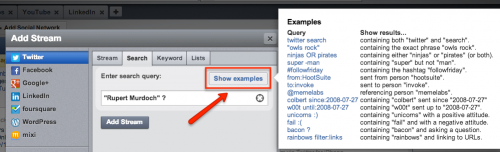 YouTube
LinkedIn
Add Social Network
Add Stream
Twitter
Facebook
Google+
LinkedIn
foursquare
WordPress
mixi
Stream Search Keyword Lists
Enter search query:
Show examples
"Rupert Murdoch" ?
Add Stream
Examples
Query Show results...
twitter search containing both "twitter" and "search".
"owls rock" containing the exact phrase "owls rock".
ninjas OR pirates containing either "ninjas" or "pirates" (or both).
super -man containing "super" but not "man".
#followfriday containing the hashtag "followfriday".
from:HootSuite sent from person "hootsuite".
to:invoke sent to person "invoke".
@memelabs referencing person "memelabs".
colbert since:2008-07-27 containing "colbert" sent since "2008-07-27"
w00t until:2008-07-27 containing "w00t" sent up to "2008-07-27".
unicorns :) containing "unicorns" with a positive attitude.
fail :( containing "fail" and with a negative attitude.
bacon ? containing "bacon" and asking a question.
rainbows filter:links containing "rainbows" and linking to URLs.